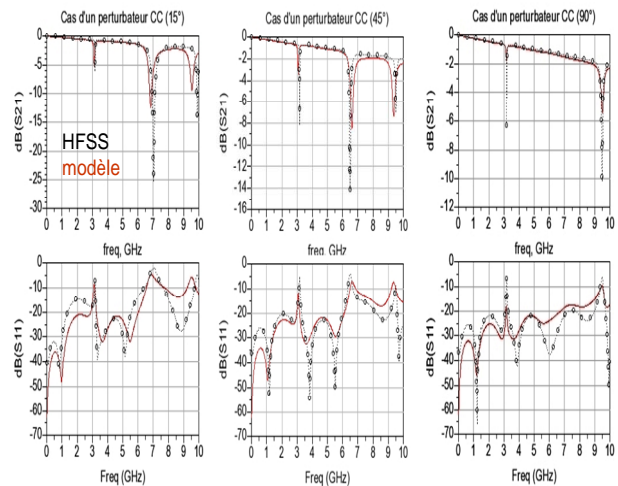 Cas d'un perturbateur CC (15°)
Cas d'un perturbateur CC (45°)
Cas d'un perturbateur CC (90°)
dB(S21)
0
-5
-10
-15
-20
-25
-30
HFSS
modèle
0 1 2 3 4 5 6 7 8 9 10
freq, GHz
dB(S21)
0
-2
-4
-6
-8
-10
-12
-14
-16
0 1 2 3 4 5 6 7 8 9 10
freq, GHz
dB(S21)
0
-2
-4
-6
-8
-10
-12
0 1 2 3 4 5 6 7 8 9 10
freq, GHz
dB(S11)
0
-10
-20
-30
-40
-50
-60
-70
0 1 2 3 4 5 6 7 8 9 10
Freq (GHz)
dB(S11)
0
-10
-20
-30
-40
-50
-60
-70
0 1 2 3 4 5 6 7 8 9 10
Freq (GHz)
dB(S11)
0
-10
-20
-30
-40
-50
-60
-70
0 1 2 3 4 5 6 7 8 9 10
Freq (GHz)